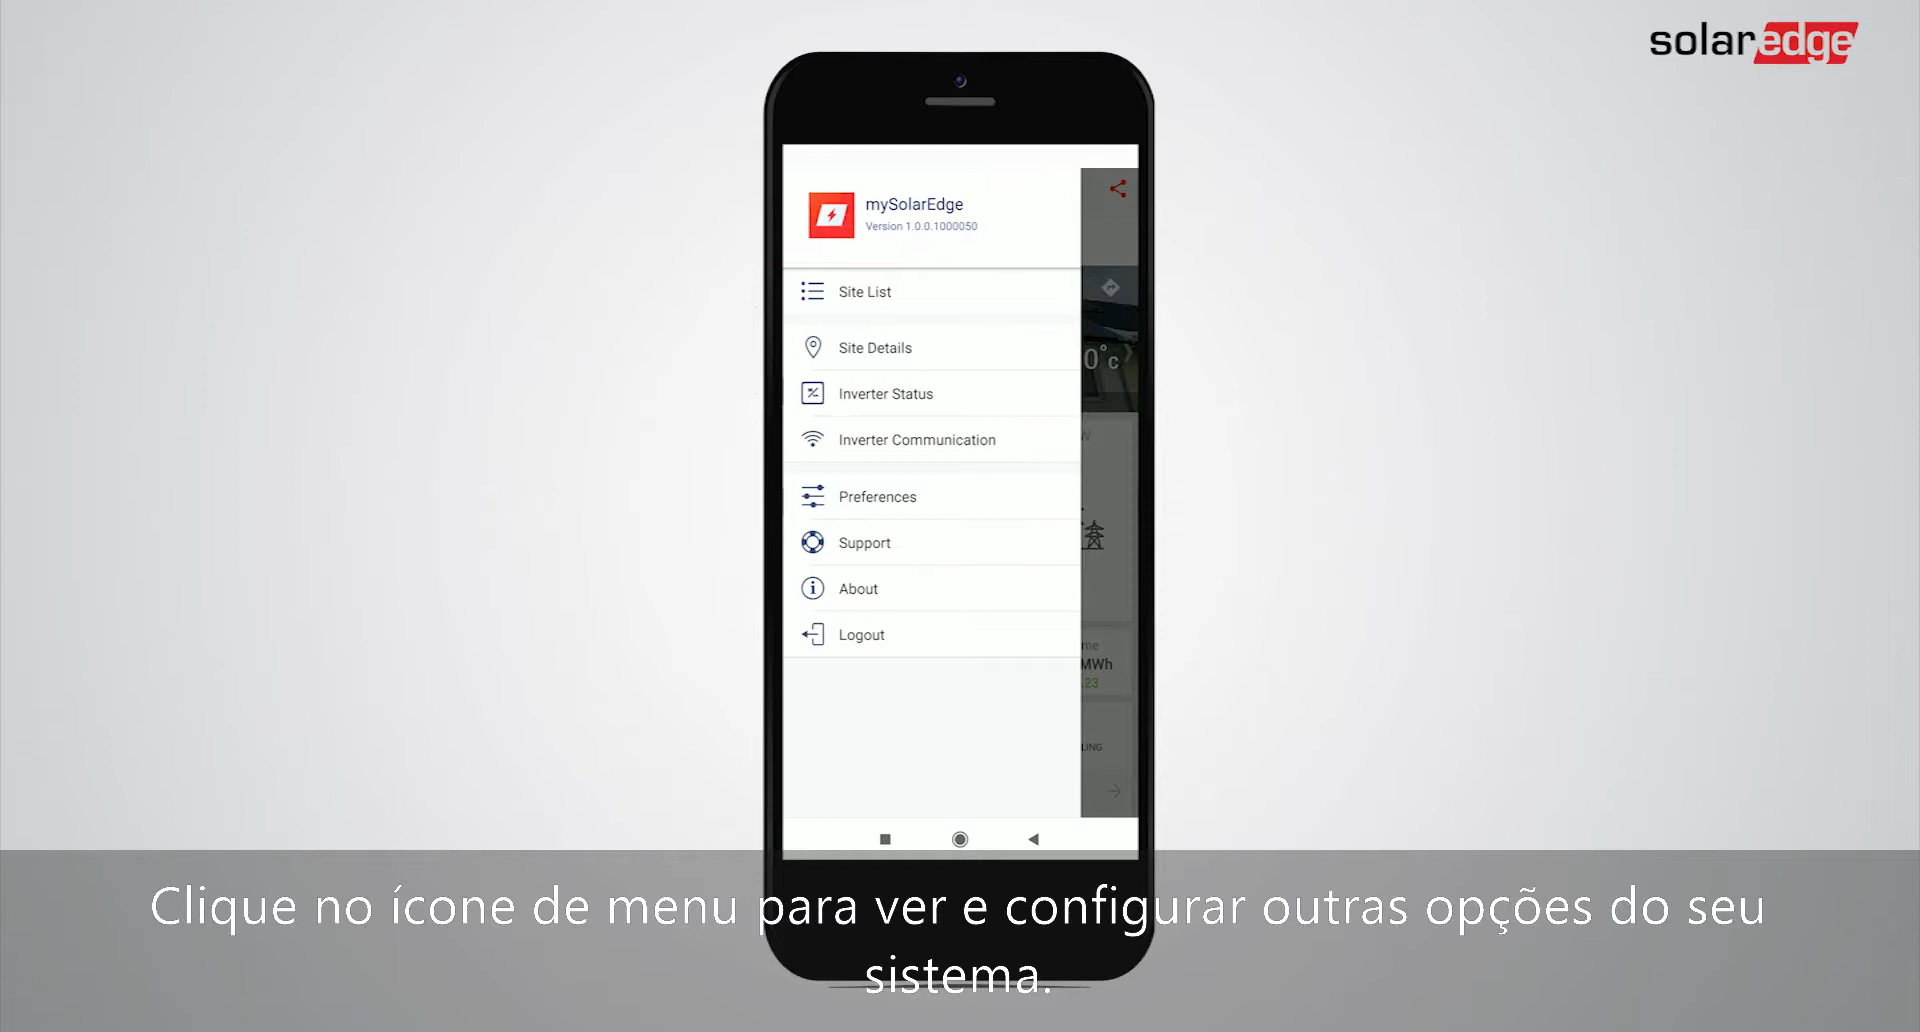 solaredge
mySolarEdge
Version 1.0.0.1000050
Site List
Site Details
Inverter Status
Inverter Communication
Preferences
Support
About
Logout
0°c
MWh
.23
Clique no ícone de menu para ver e configurar outras opções do seu
sistema.